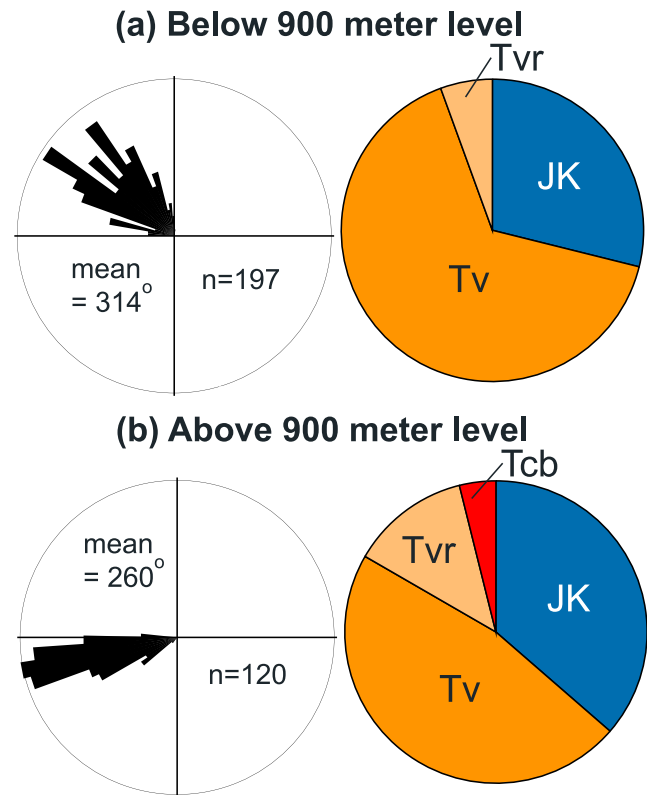 (a) Below 900 meter level
Tvr
JK
mean
= 314°
n=197
Tv
(b) Above 900 meter level
Tcb
mean
= 260°
Tvr
JK
n=120
Tv